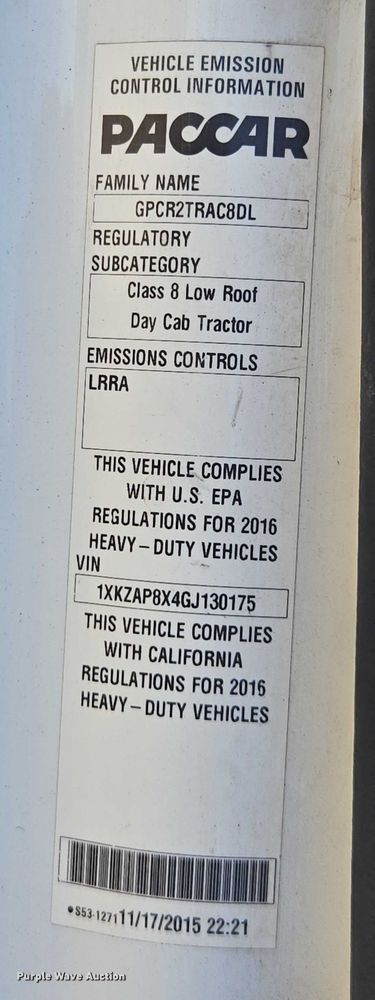 VEHICLE EMISSION
CONTROL INFORMATION
PACCAR
FAMILY NAME
GPCR2TRAC8DL
REGULATORY
SUBCATEGORY
Class 8 Low Roof
Day Cab Tractor
EMISSIONS CONTROLS
LRRA
THIS VEHICLE COMPLIES
WITH U.S. EPA
REGULATIONS FOR 2016
HEAVY–DUTY VEHICLES
VIN
1XKZAP8X4GJ130175
THIS VEHICLE COMPLIES
WITH CALIFORNIA
REGULATIONS FOR 2016
HEAVY–DUTY VEHICLES
•S53-1271 11/17/2015 22:21
Purple Wave Auction